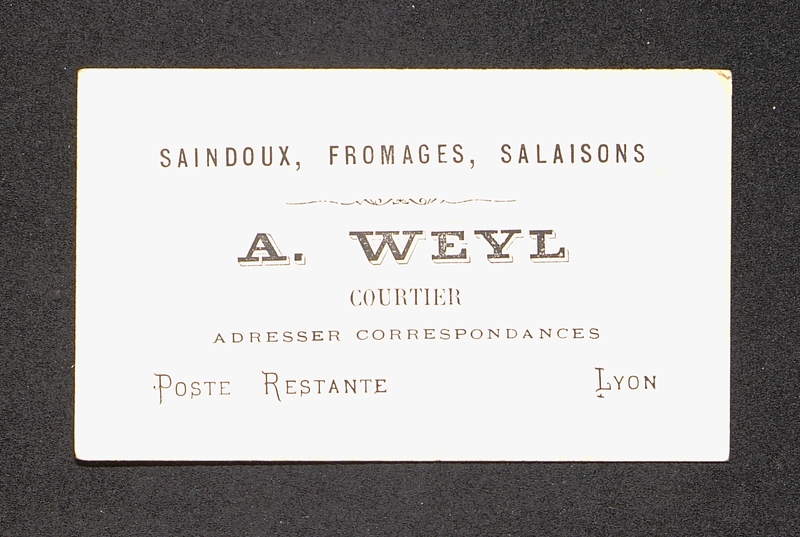 SAINDOUX, FROMAGES, SALAISONS
A. WEYL
COURTIER
ADRESSER CORRESPONDANCES
POSTE RESTANTE LYON